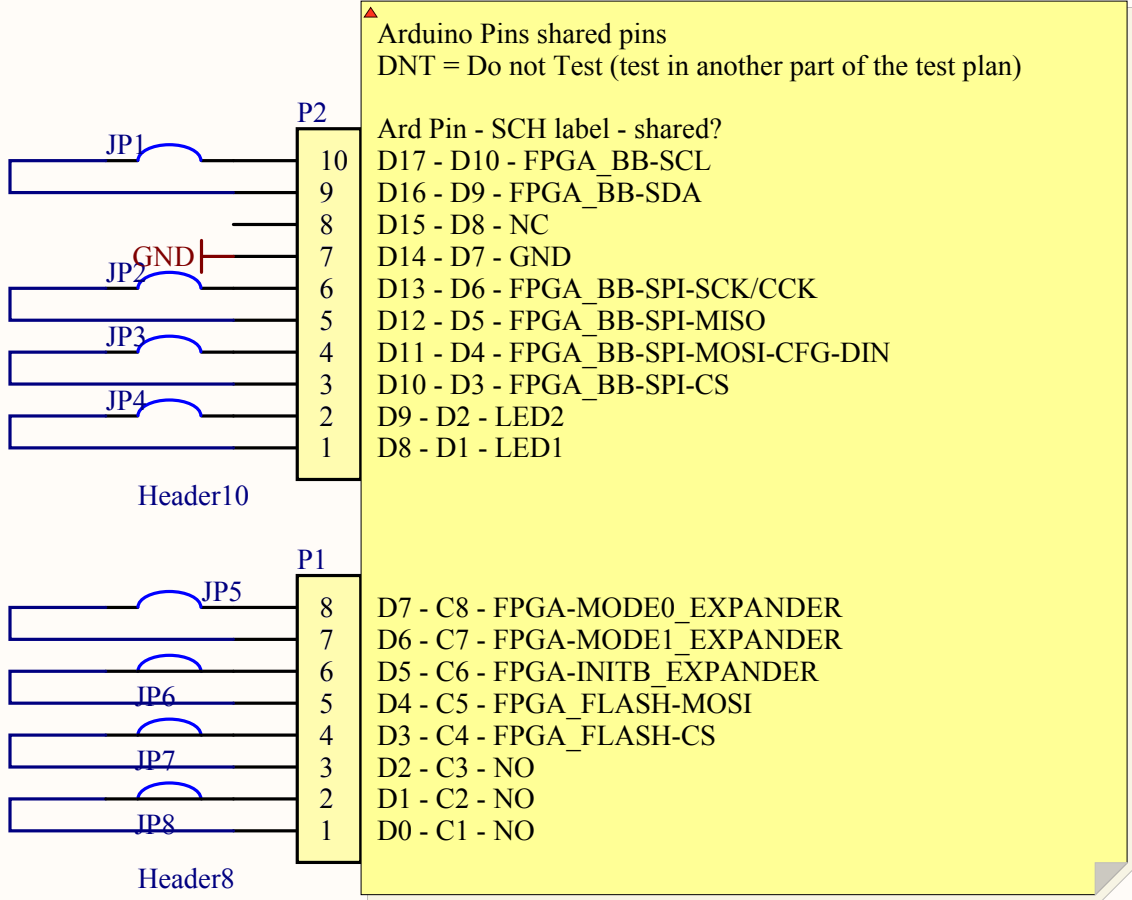 Arduino Pins shared pins
DNT = Do not Test (test in another part of the test plan)
P2
Ard Pin - SCH label - shared?
JP1
10 D17 - D10 - FPGA_BB-SCL
9 D16 - D9 - FPGA_BB-SDA
8 D15 - D8 - NC
GND 7 D14 - D7 - GND
JP2
6 D13 - D6 - FPGA_BB-SPI-SCK/CCK
5 D12 - D5 - FPGA_BB-SPI-MISO
JP3
4 D11 - D4 - FPGA_BB-SPI-MOSI-CFG-DIN
3 D10 - D3 - FPGA_BB-SPI-CS
JP4
2 D9 - D2 - LED2
1 D8 - D1 - LED1
Header10
P1
JP5
8 D7 - C8 - FPGA-MODE0_EXPANDER
7 D6 - C7 - FPGA-MODE1_EXPANDER
6 D5 - C6 - FPGA-INITB_EXPANDER
JP6
5 D4 - C5 - FPGA_FLASH-MOSI
4 D3 - C4 - FPGA_FLASH-CS
JP7
3 D2 - C3 - NO
2 D1 - C2 - NO
JP8
1 D0 - C1 - NO
Header8